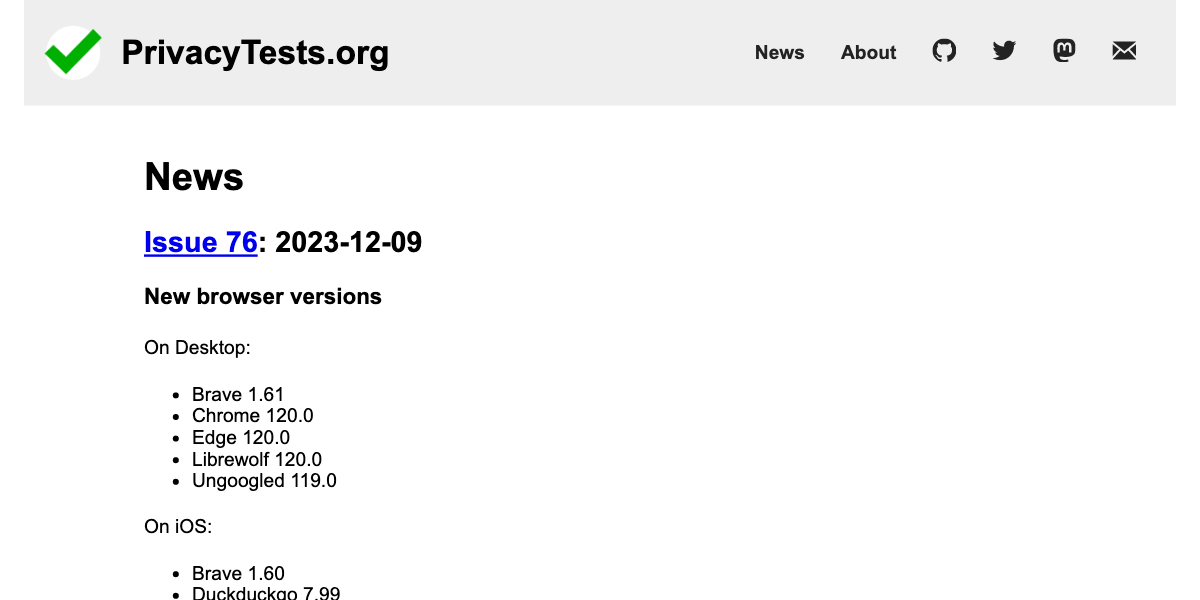 PrivacyTests.org
News About
News
Issue 76: 2023-12-09
New browser versions
On Desktop:
• Brave 1.61
• Chrome 120.0
• Edge 120.0
• Librewolf 120.0
• Ungoogled 119.0
On iOS:
• Brave 1.60
• Duckduckgo 7.99